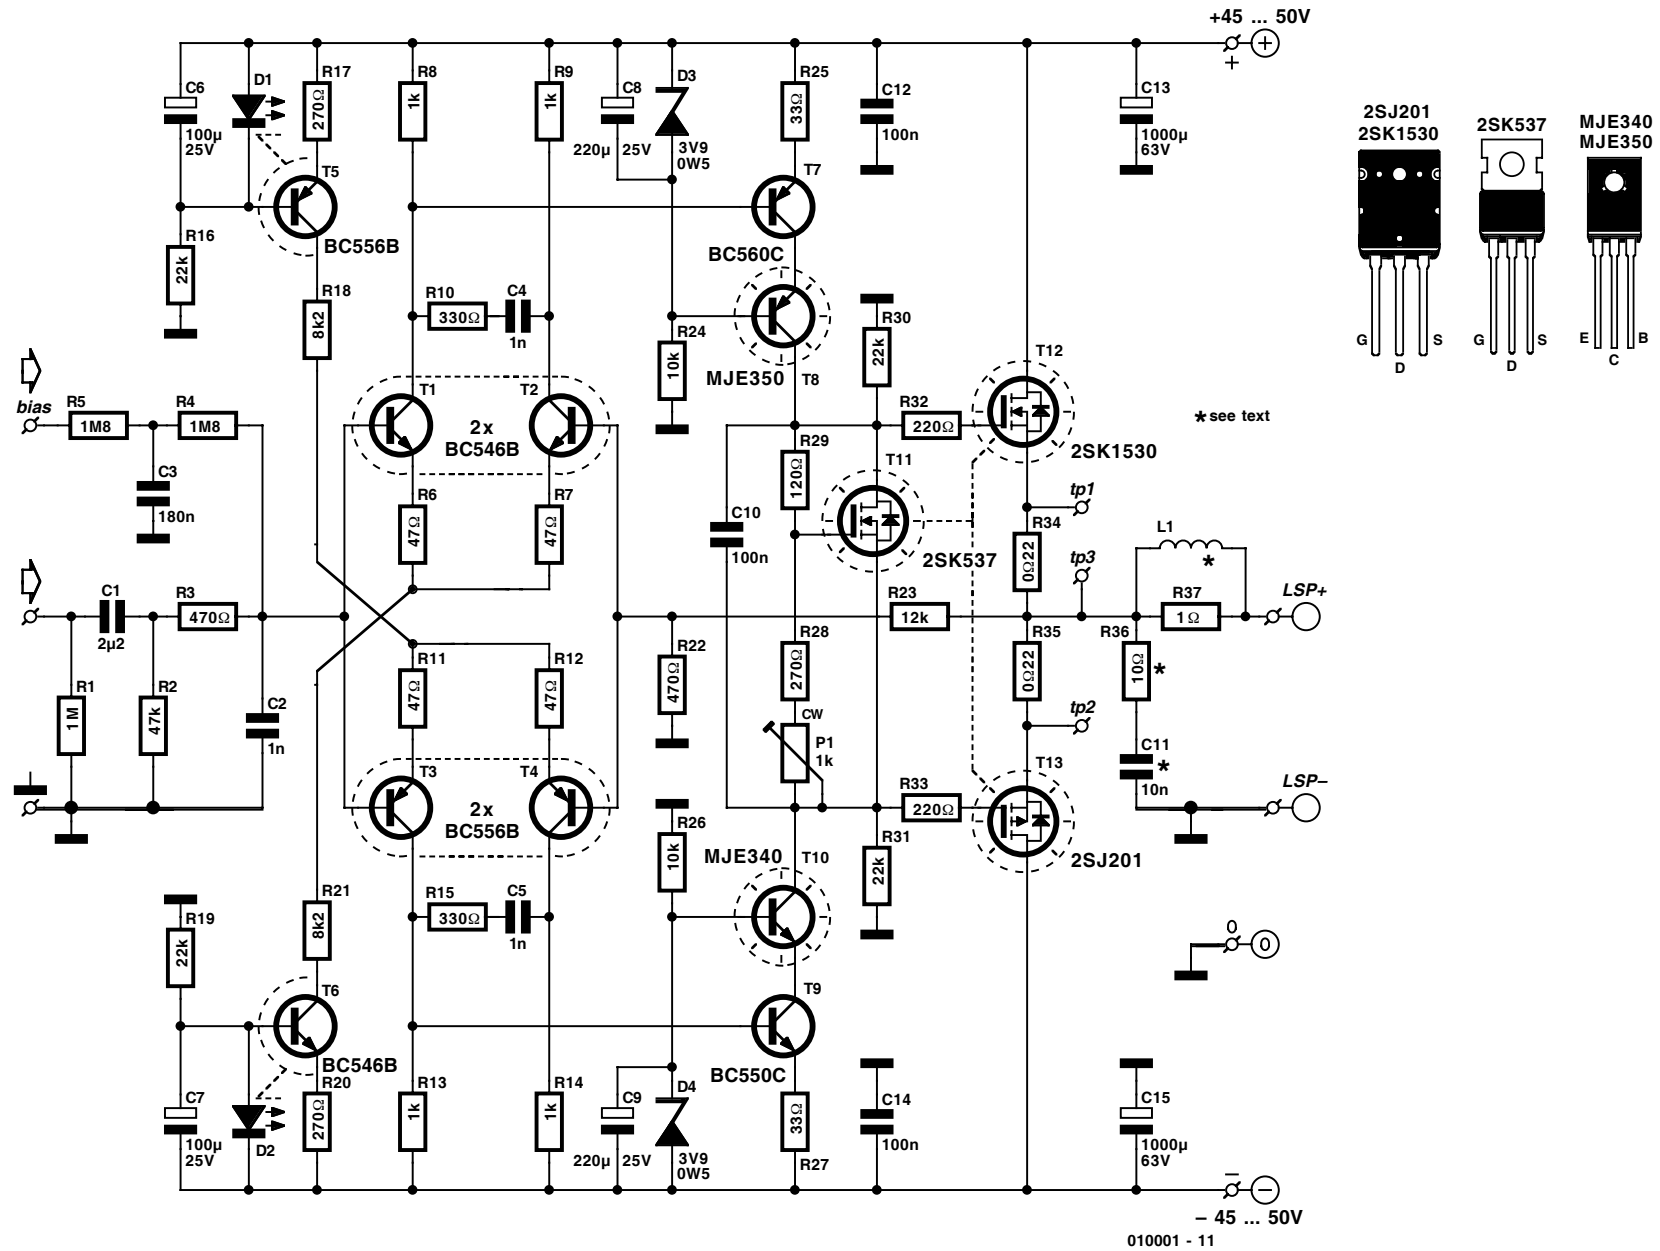 +45 ... 50V
+
C6
100µ
25V
D1
R17
270Ω
R8
1k
R9
1k
C8
220µ
25V
D3
3V9
0W5
R25
33Ω
C12
100n
C13
1000µ
63V
2SJ201
2SK1530
2SK537
MJE340
MJE350
G
D
S
G
D
S
E
C
B
T5
BC556B
T7
BC560C
R16
22k
R18
8k2
R10
330Ω
C4
1n
R24
10k
MJE350
T8
R30
22k
T12
2SK1530
*see text
bias
R5
1M8
R4
1M8
T1
T2
2x
BC546B
R32
220Ω
C3
180n
R6
47Ω
R7
47Ω
R29
120Ω
T11
2SK537
C10
100n
tp1
R34
0Ω22
tp3
L1
*
C1
2µ2
R3
470Ω
R23
12k
R37
1Ω
LSP+
R1
1M
R2
47k
C2
1n
R11
47Ω
R12
47Ω
R22
470Ω
R28
270Ω
R35
0Ω22
R36
10Ω
*
tp2
CW
P1
1k
C11
*
10n
LSP–
T3
T4
2x
BC556B
R33
220Ω
T13
2SJ201
R26
10k
MJE340
T10
R31
22k
R19
22k
R21
8k2
R15
330Ω
C5
1n
0
0
T6
BC546B
T9
BC550C
C7
100µ
25V
D2
R20
270Ω
R13
1k
R14
1k
C9
220µ
25V
D4
3V9
0W5
33Ω
R27
C14
100n
C15
1000µ
63V
–
– 45 ... 50V
010001 - 11